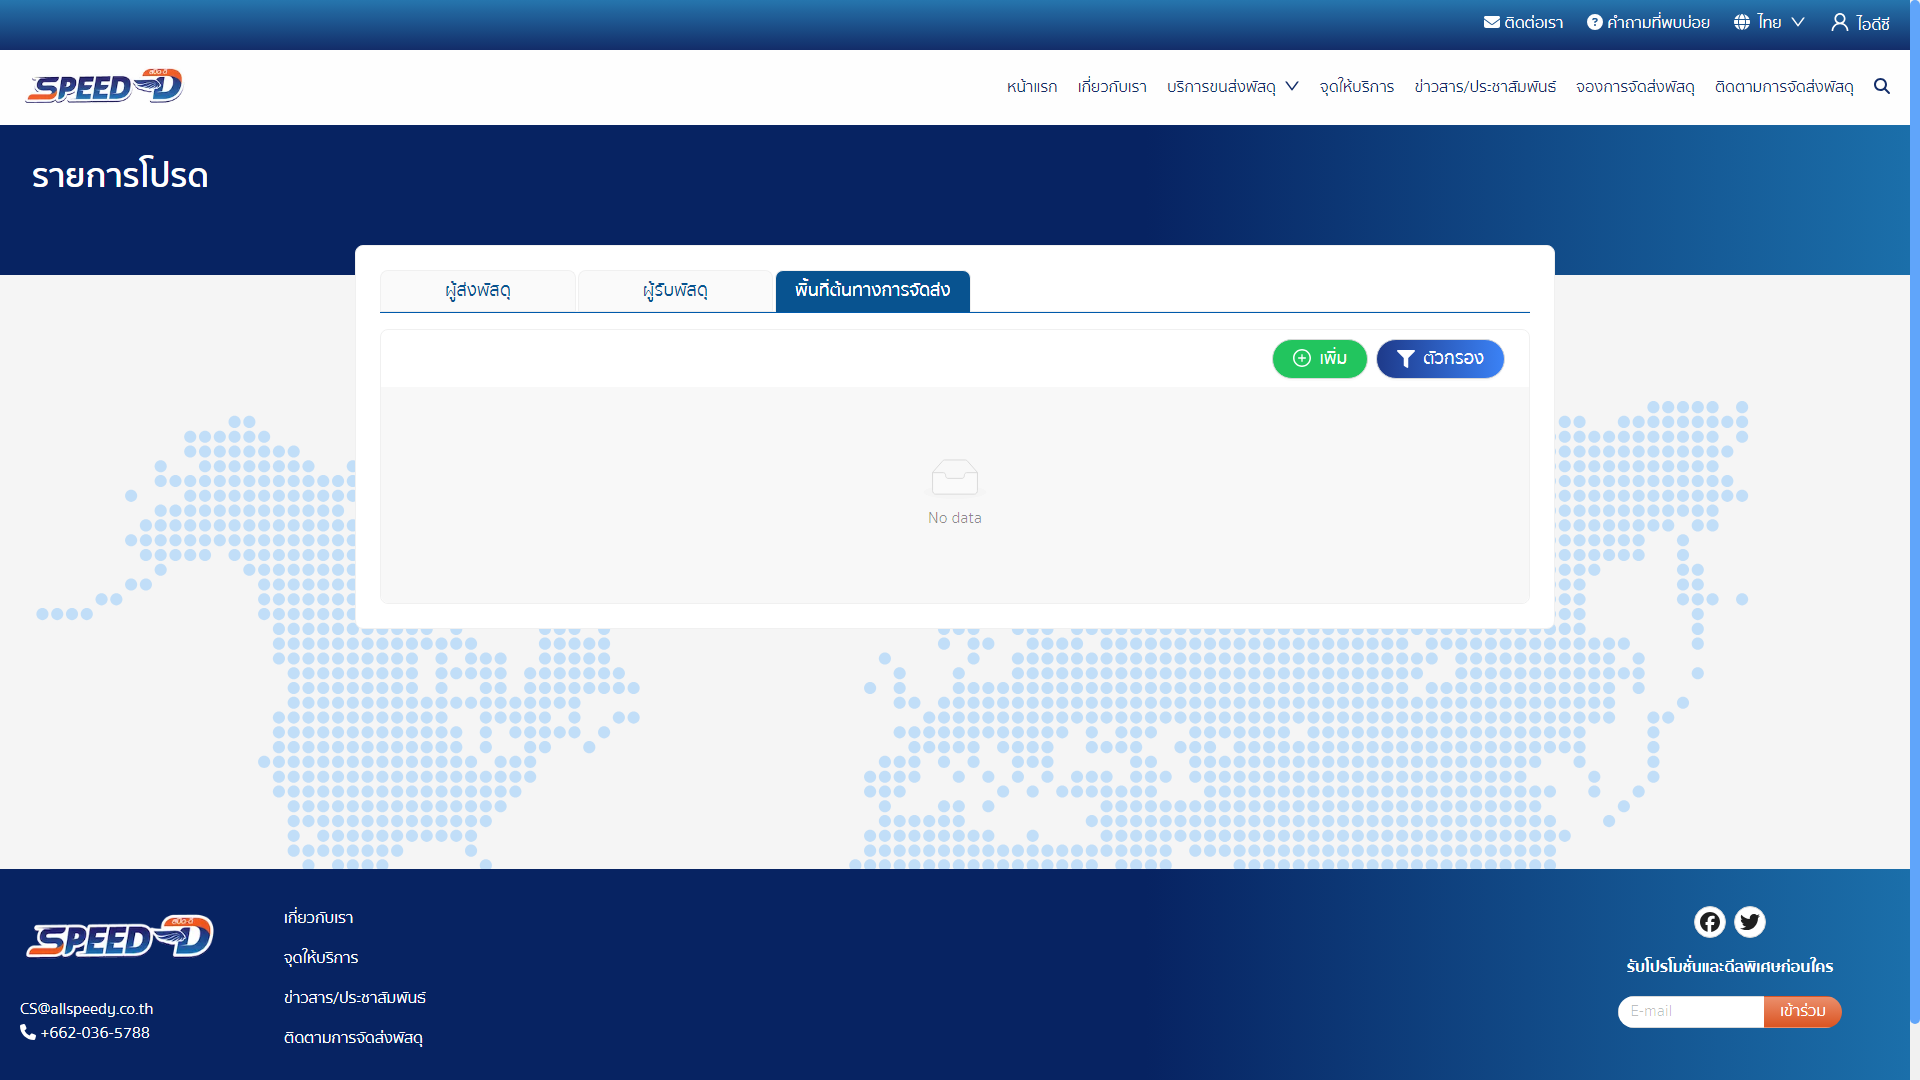 ติดต่อเรา คำถามที่พบบ่อย ไทย ไอดีซี
SPEED-D สปีด-ดี
หน้าแรก เกี่ยวกับเรา บริการขนส่งพัสดุ จุดให้บริการ ข่าวสาร/ประชาสัมพันธ์ จองการจัดส่งพัสดุ ติดตามการจัดส่งพัสดุ
รายการโปรด
ผู้ส่งพัสดุ ผู้รับพัสดุ พื้นที่ต้นทางการจัดส่ง
เพิ่ม ตัวกรอง
No data
SPEED-D สปีด-ดี
CS@allspeedy.co.th
+662-036-5788
เกี่ยวกับเรา
จุดให้บริการ
ข่าวสาร/ประชาสัมพันธ์
ติดตามการจัดส่งพัสดุ
รับโปรโมชั่นและดีลพิเศษก่อนใคร
E-mail เข้าร่วม